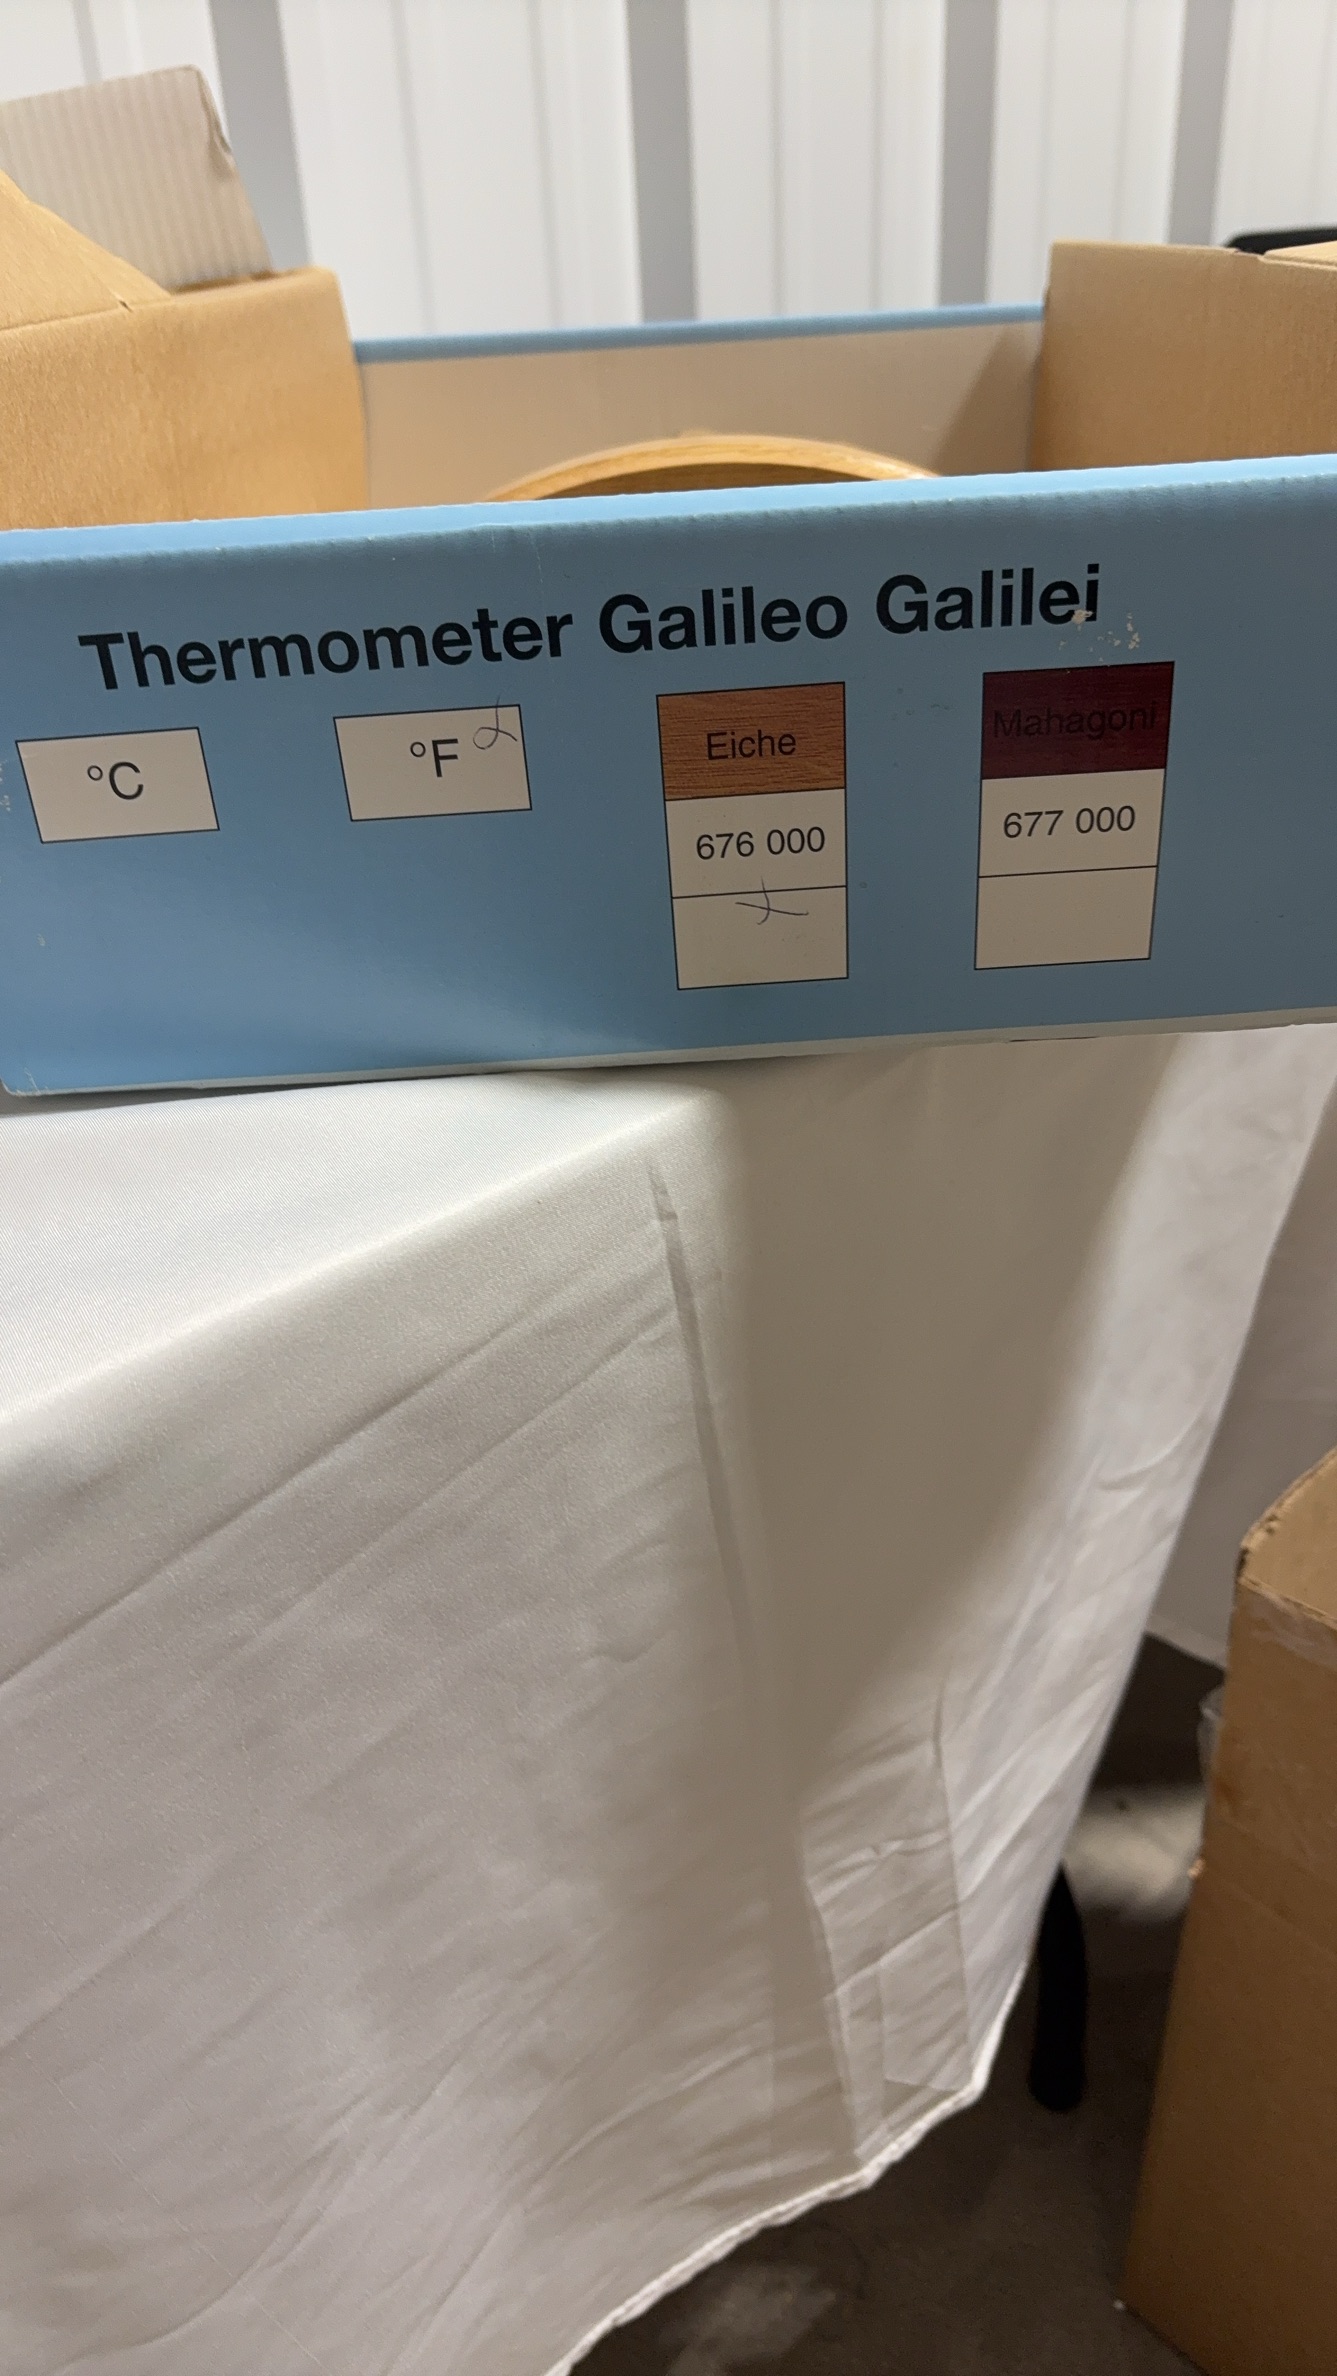 Thermometer Galileo Galilei
°C
°F
Eiche
676 000
Mahagoni
677 000